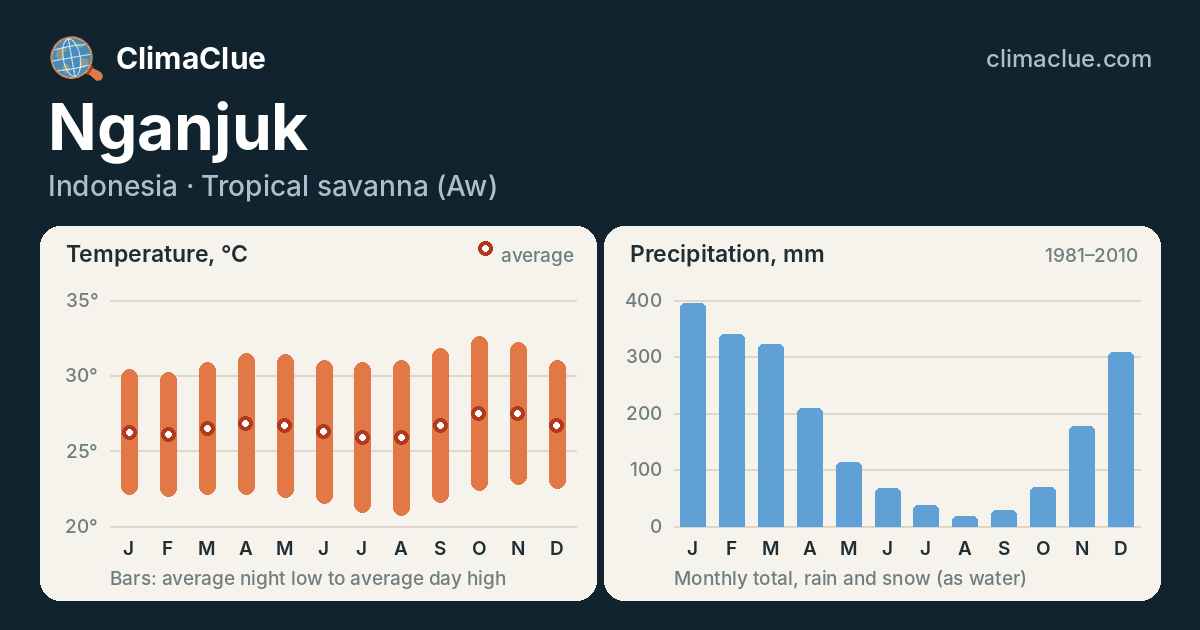 ClimaClue
climaclue.com
Nganjuk
Indonesia · Tropical savanna (Aw)
Temperature, °C
average
35°
30°
25°
20°
J F M A M J J A S O N D
Bars: average night low to average day high
Precipitation, mm
1981–2010
400
300
200
100
0
J F M A M J J A S O N D
Monthly total, rain and snow (as water)